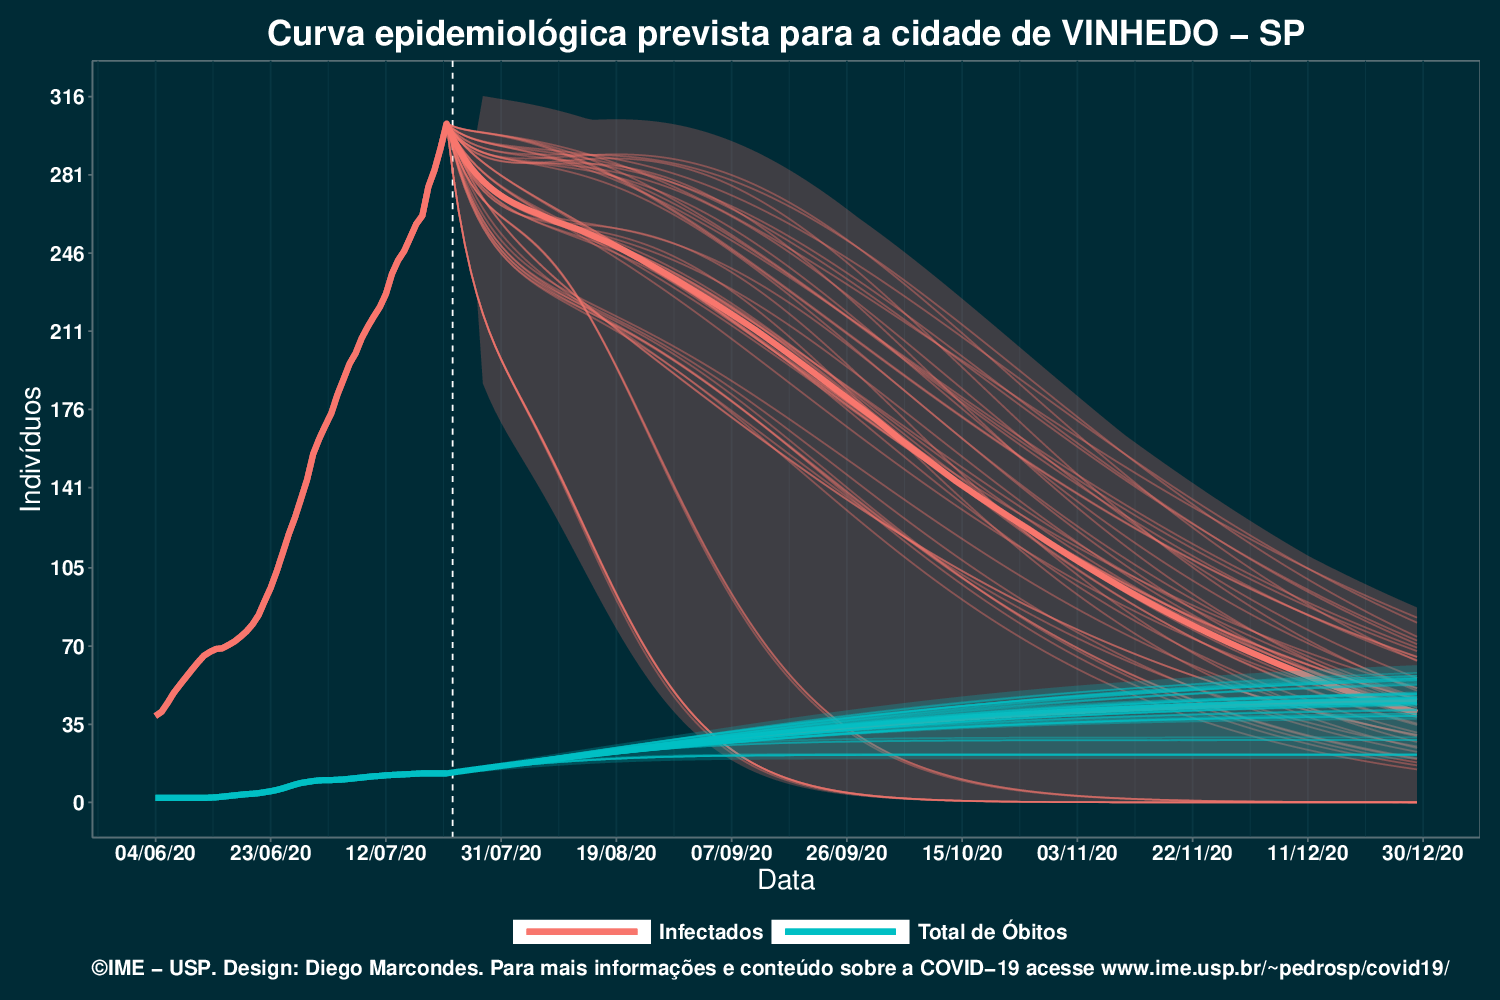 Curva epidemiológica prevista para a cidade de VINHEDO – SP
316
281
246
211
176
141
105
70
35
0
Indivíduos
04/06/20 23/06/20 12/07/20 31/07/20 19/08/20 07/09/20 26/09/20 15/10/20 03/11/20 22/11/20 11/12/20 30/12/20
Data
Infectados Total de Óbitos
©IME – USP. Design: Diego Marcondes. Para mais informações e conteúdo sobre a COVID–19 acesse www.ime.usp.br/~pedrosp/covid19/